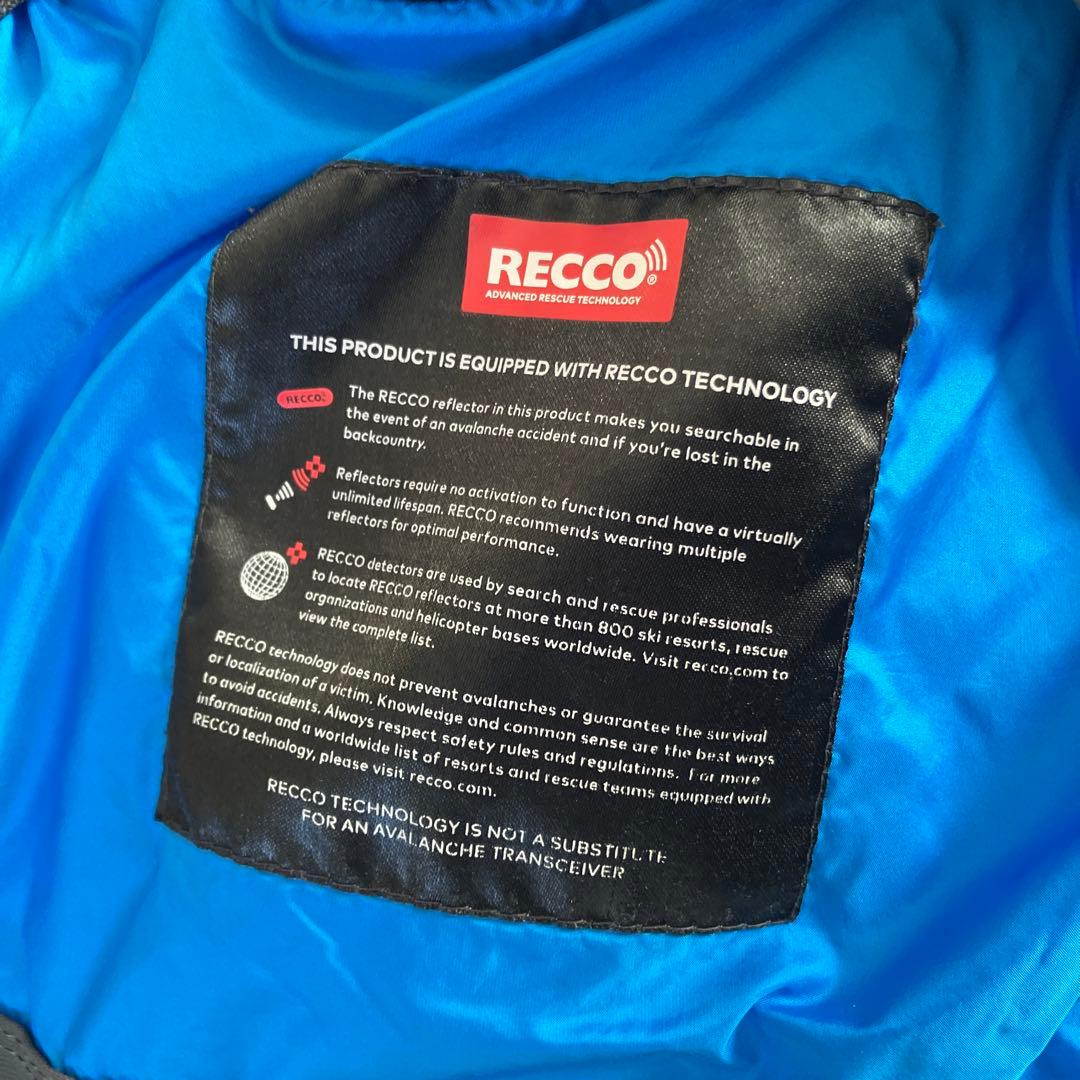 RECCO®
ADVANCED RESCUE TECHNOLOGY
THIS PRODUCT IS EQUIPPED WITH RECCO TECHNOLOGY
RECCO®
The RECCO reflector in this product makes you searchable in
the event of an avalanche accident and if you're lost in the
backcountry.
Reflectors require no activation to function and have a virtually
unlimited lifespan. RECCO recommends wearing multiple
reflectors for optimal performance.
RECCO detectors are used by search and rescue professionals
to locate RECCO reflectors at more than 800 ski resorts, rescue
organizations and helicopter bases worldwide. Visit recco.com to
view the complete list.
RECCO technology does not prevent avalanches or guarantee the survival
or localization of a victim. Knowledge and common sense are the best ways
to avoid accidents. Always respect safety rules and regulations. For more
information and a worldwide list of resorts and rescue teams equipped with
RECCO technology, please visit recco.com.
RECCO TECHNOLOGY IS NOT A SUBSTITUTE
FOR AN AVALANCHE TRANSCEIVER